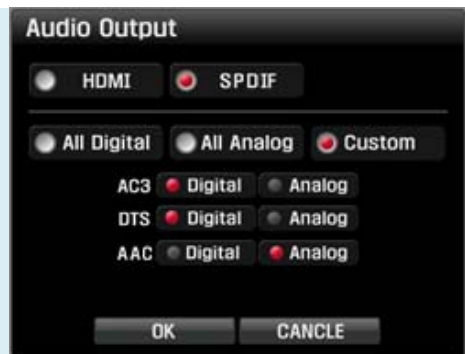 Audio Output
HDMI SPDIF
All Digital All Analog Custom
AC3 Digital Analog
DTS Digital Analog
AAC Digital Analog
OK CANCLE